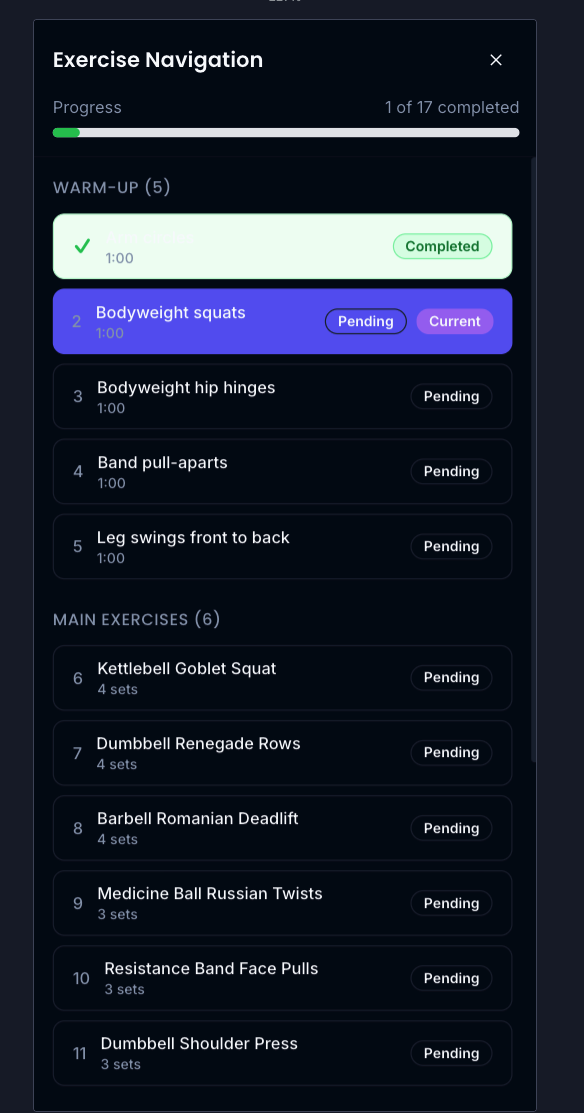 Exercise Navigation
Progress 1 of 17 completed
WARM-UP (5)
1:00 Completed
2 Bodyweight squats Pending Current
1:00
3 Bodyweight hip hinges Pending
1:00
4 Band pull-aparts Pending
1:00
5 Leg swings front to back Pending
1:00
MAIN EXERCISES (6)
6 Kettlebell Goblet Squat Pending
4 sets
7 Dumbbell Renegade Rows Pending
4 sets
8 Barbell Romanian Deadlift Pending
4 sets
9 Medicine Ball Russian Twists Pending
3 sets
10 Resistance Band Face Pulls Pending
3 sets
11 Dumbbell Shoulder Press Pending
3 sets